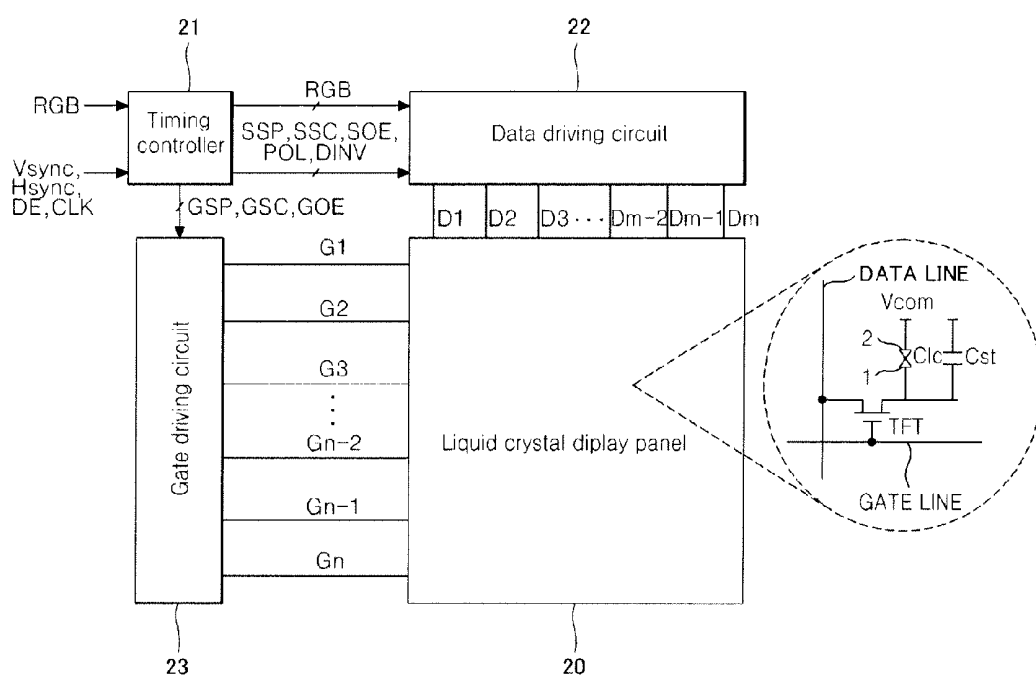 21
22
RGB
Timing
controller
RGB
SSP,SSC,SOE,
POL,DINV
Data driving circuit
Vsync,
Hsync,
DE,CLK
GSP,GSC,GOE
D1 D2 D3 ··· Dm-2 Dm-1 Dm
G1
G2
G3
Gn-2
Gn-1
Gn
Gate driving circuit
Liquid crystal diplay panel
DATA LINE
Vcom
2
Clc
Cst
1
TFT
GATE LINE
23
20